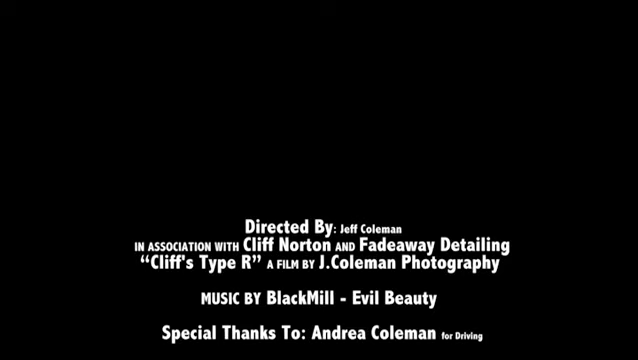 Directed By: Jeff Coleman
IN ASSOCIATION WITH Cliff Norton AND Fadeaway Detailing
“Cliff's Type R” A FILM BY J.Coleman Photography
MUSIC BY BlackMill - Evil Beauty
Special Thanks To: Andrea Coleman for Driving